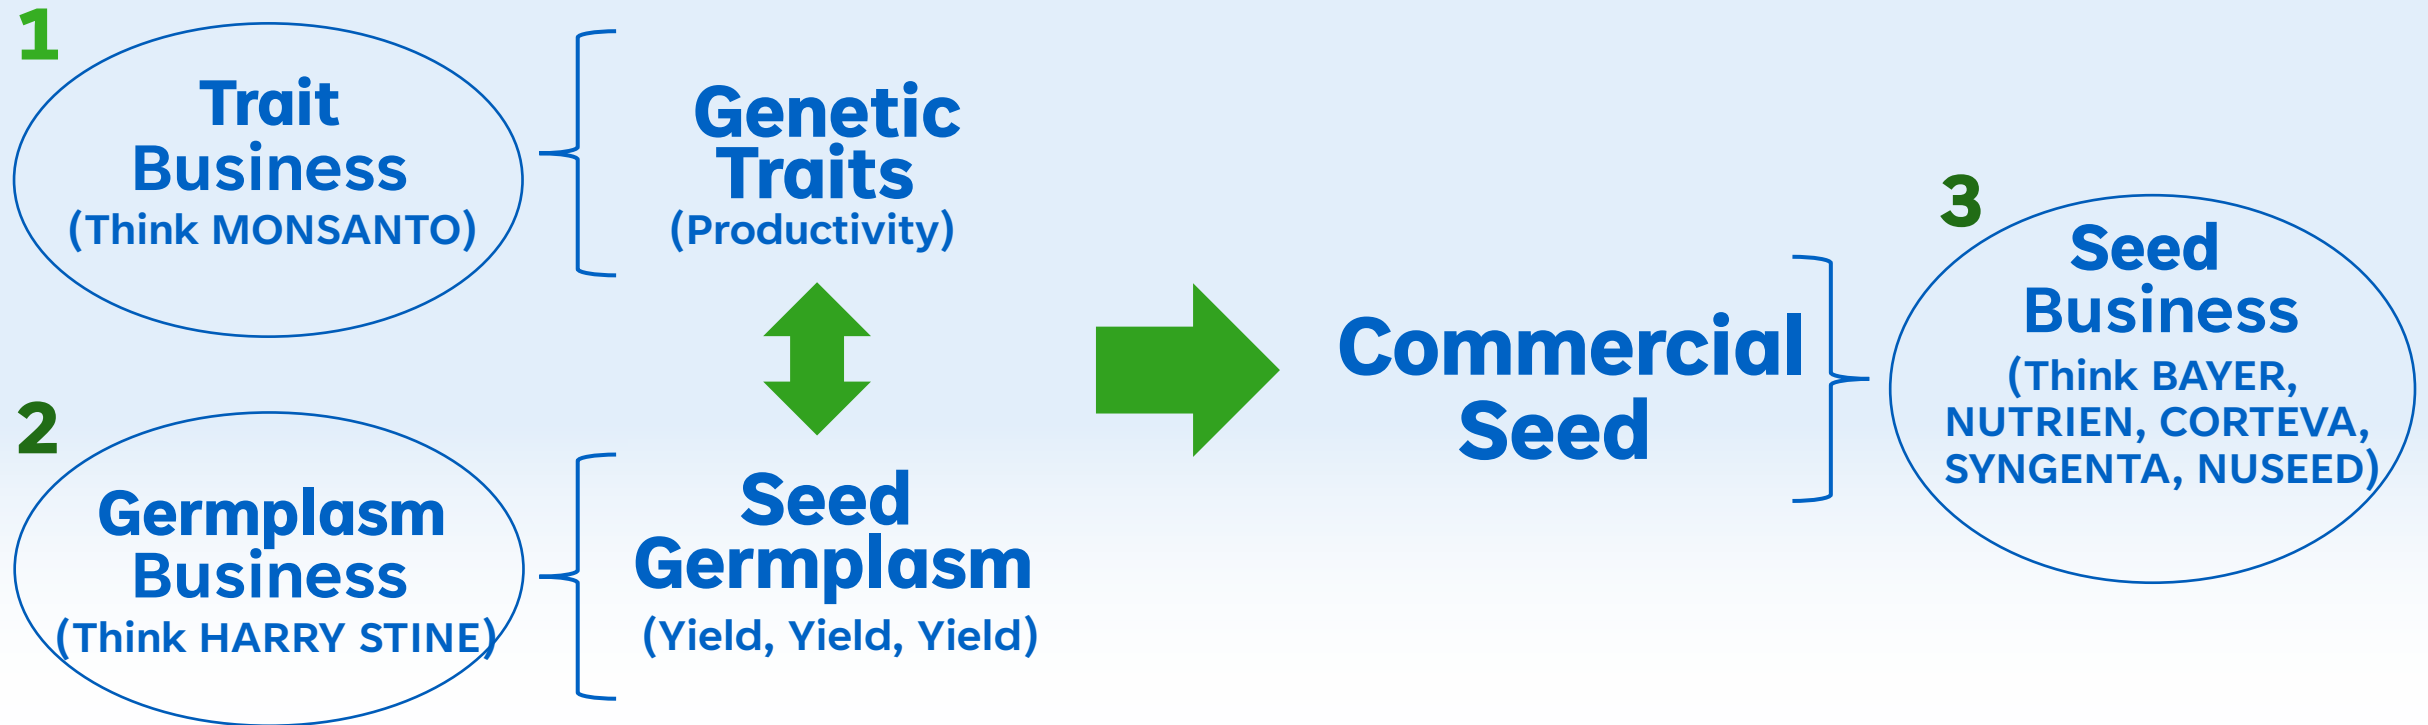 1
Trait
Business
(Think MONSANTO)
Genetic
Traits
(Productivity)
2
Germplasm
Business
(Think HARRY STINE)
Seed
Germplasm
(Yield, Yield, Yield)
Commercial
Seed
3
Seed
Business
(Think BAYER,
NUTRIEN, CORTEVA,
SYNGENTA, NUSEED)